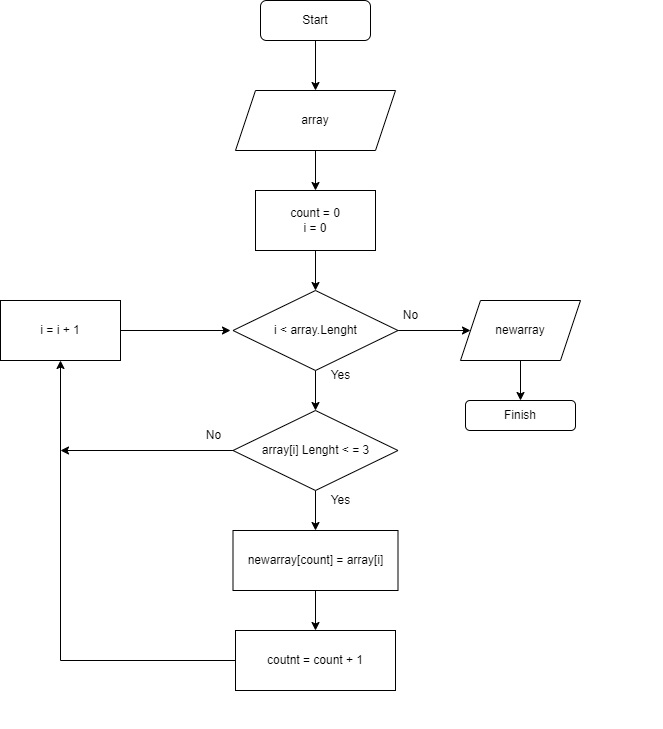 Start
array
count = 0
i = 0
i = i + 1
i < array.Lenght
No
newarray
Yes
Finish
No
array[i] Lenght < = 3
Yes
newarray[count] = array[i]
coutnt = count + 1